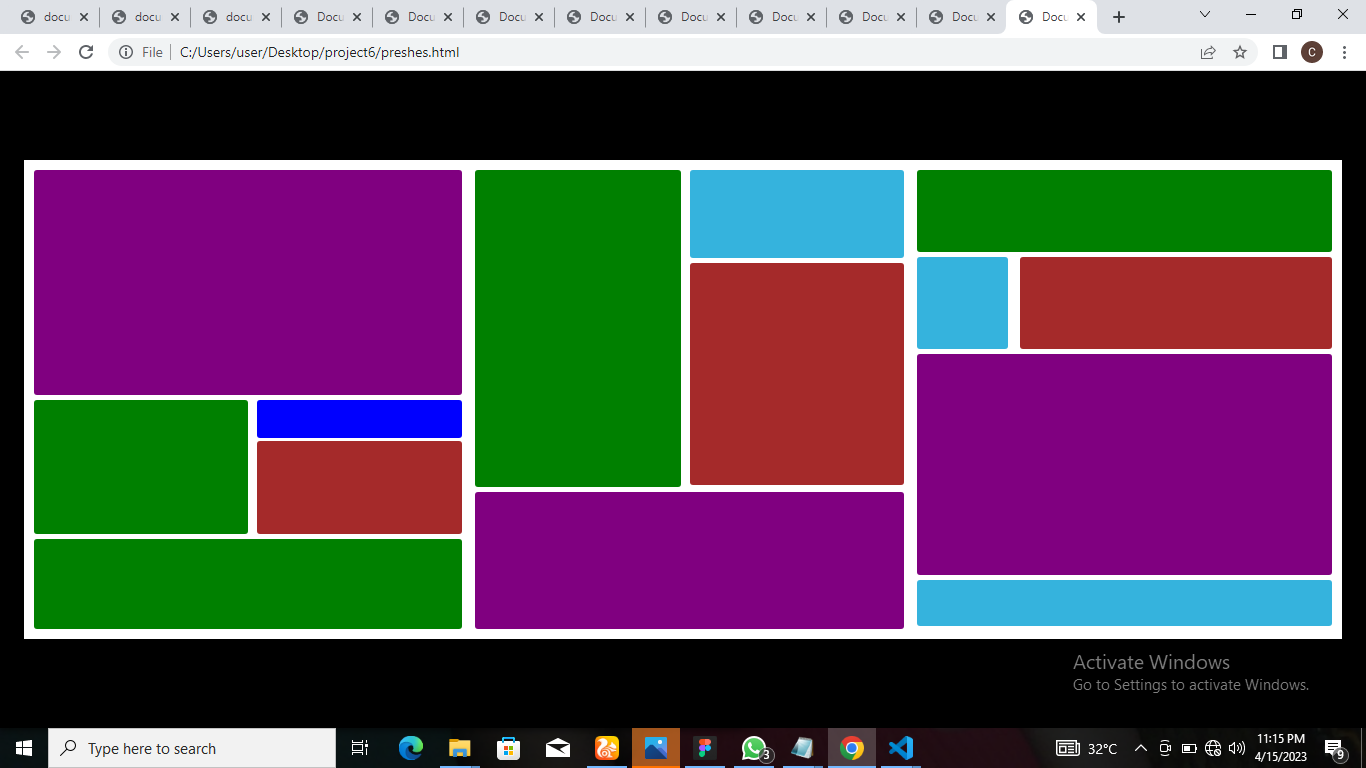 docu docu docu Docu Docu Docu Docu Docu Docu Docu Docu Docu
File C:/Users/user/Desktop/project6/preshes.html
C
Activate Windows
Go to Settings to activate Windows.
Type here to search
3
32°C
11:15 PM
4/15/2023
9